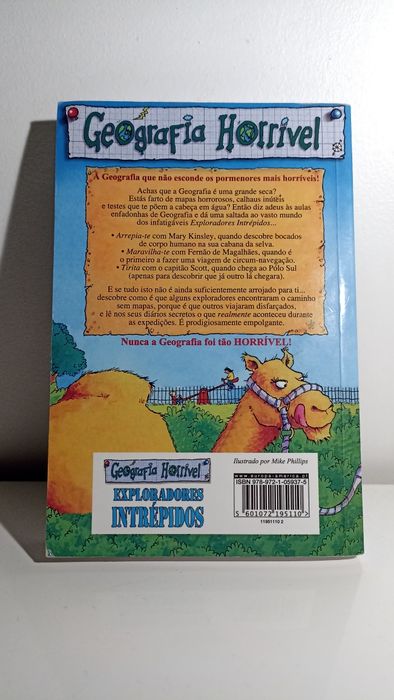 Geografia Horrível
A Geografia que não esconde os pormenores mais horríveis!
Achas que a Geografia é uma grande seca?
Estás farto de mapas horrorosos, calhaus inúteis
e testes que te põem a cabeça em água? Então diz adeus às aulas
enfadonhas de Geografia e dá uma saltada ao vasto mundo
dos infatigáveis Exploradores Intrépidos...
• Arrepia-te com Mary Kinsley, quando descobre bocados
de corpo humano na sua cabana da selva.
• Maravilha-te com Fernão de Magalhães, quando é
o primeiro a fazer uma viagem de circum-navegação.
• Tirita com o capitão Scott, quando chega ao Pólo Sul
(apenas para descobrir que já outro lá chegara).
E se tudo isto não é ainda suficientemente arrojado para ti...
descobre como é que alguns exploradores encontraram o caminho
sem mapas, porque é que outros viajaram disfarçados,
e lê nos seus diários secretos o que realmente aconteceu durante
as expedições. É prodigiosamente empolgante.
Nunca a Geografia foi tão HORRÍVEL!
Ilustrado por Mike Phillips
Geografia Horrível
EXPLORADORES
INTRÉPIDOS
www.europa-america.pt
ISBN 978-972-1-05937-5
5 601072 195110
11951110 2